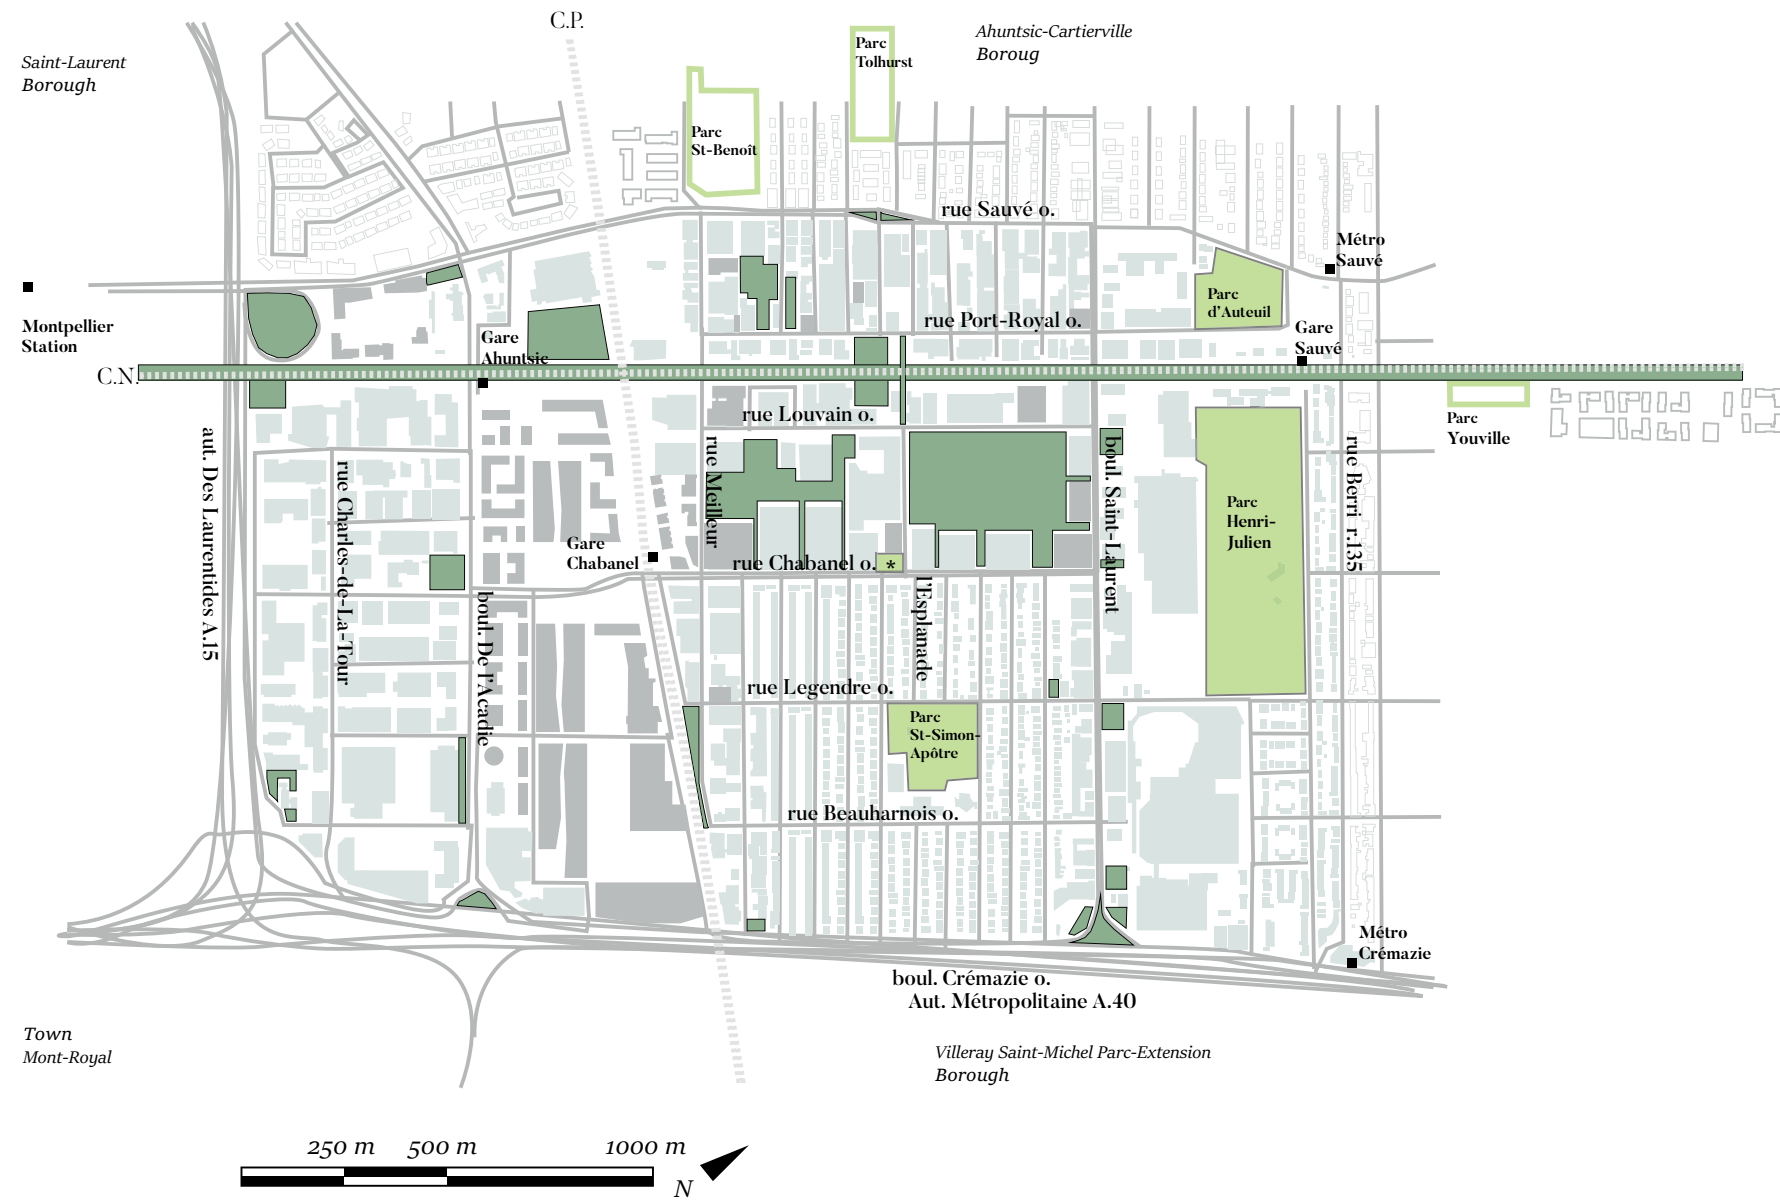 C.P.
Saint-Laurent
Borough
Ahuntsic-Cartierville
Boroug
Parc
Tolhurst
Parc
St-Benoit
rue Sauvé o.
Métro
Sauvé
Montpellier
Station
Parc
d'Auteuil
rue Port-Royal o.
Gare
Sauvé
Gare
Ahuntsic
C.N.
rue Louvain o.
Parc
Youville
aut. Des Laurentides A.15
rue Charles-de-La-Tour
boul. De l'Acadie
rue Meilleur
boul. Saint-Laurent
rue Berri r.135
Parc
Henri-
Julien
Gare
Chabanel
rue Chabanel o.
*
l'Esplanade
rue Legendre o.
Parc
St-Simon-
Apôtre
rue Beauharnois o.
Métro
Crémazie
boul. Crémazie o.
Aut. Métropolitaine A.40
Town
Mont-Royal
Villeray Saint-Michel Parc-Extension
Borough
250 m 500 m 1000 m
N